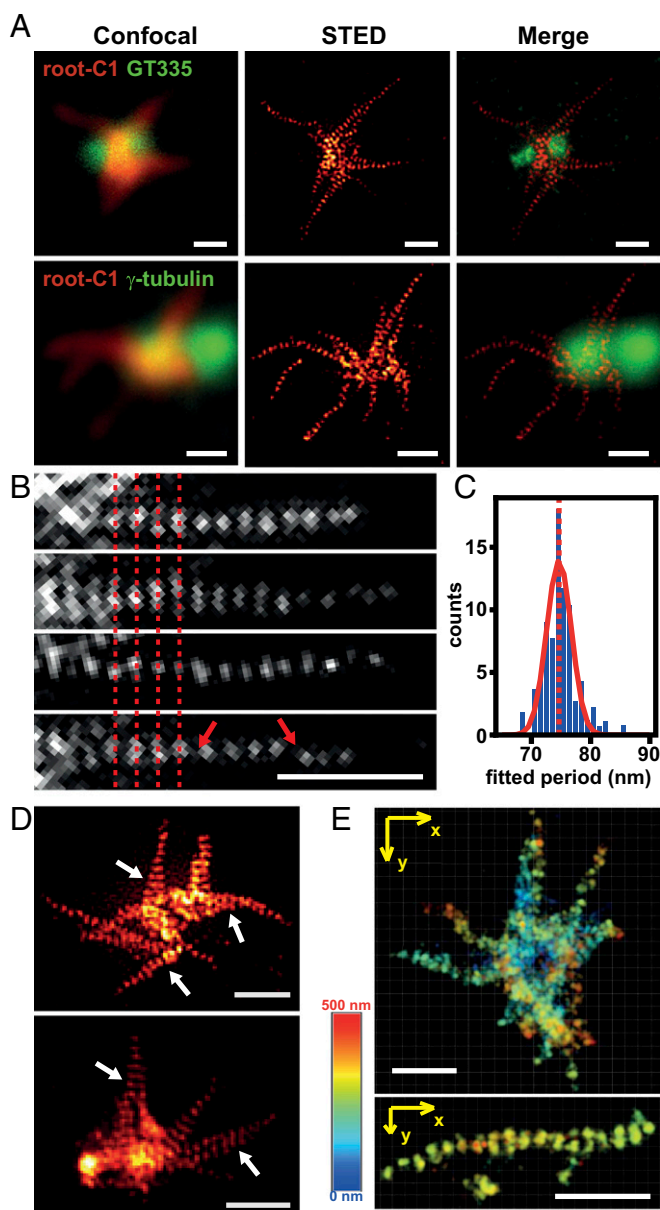 A
Confocal STED Merge
root-C1 GT335
root-C1 γ-tubulin
B
C
counts
15
10
5
0
70 80 90
fitted period (nm)
D
E
x
y
500 nm
0 nm
x
y